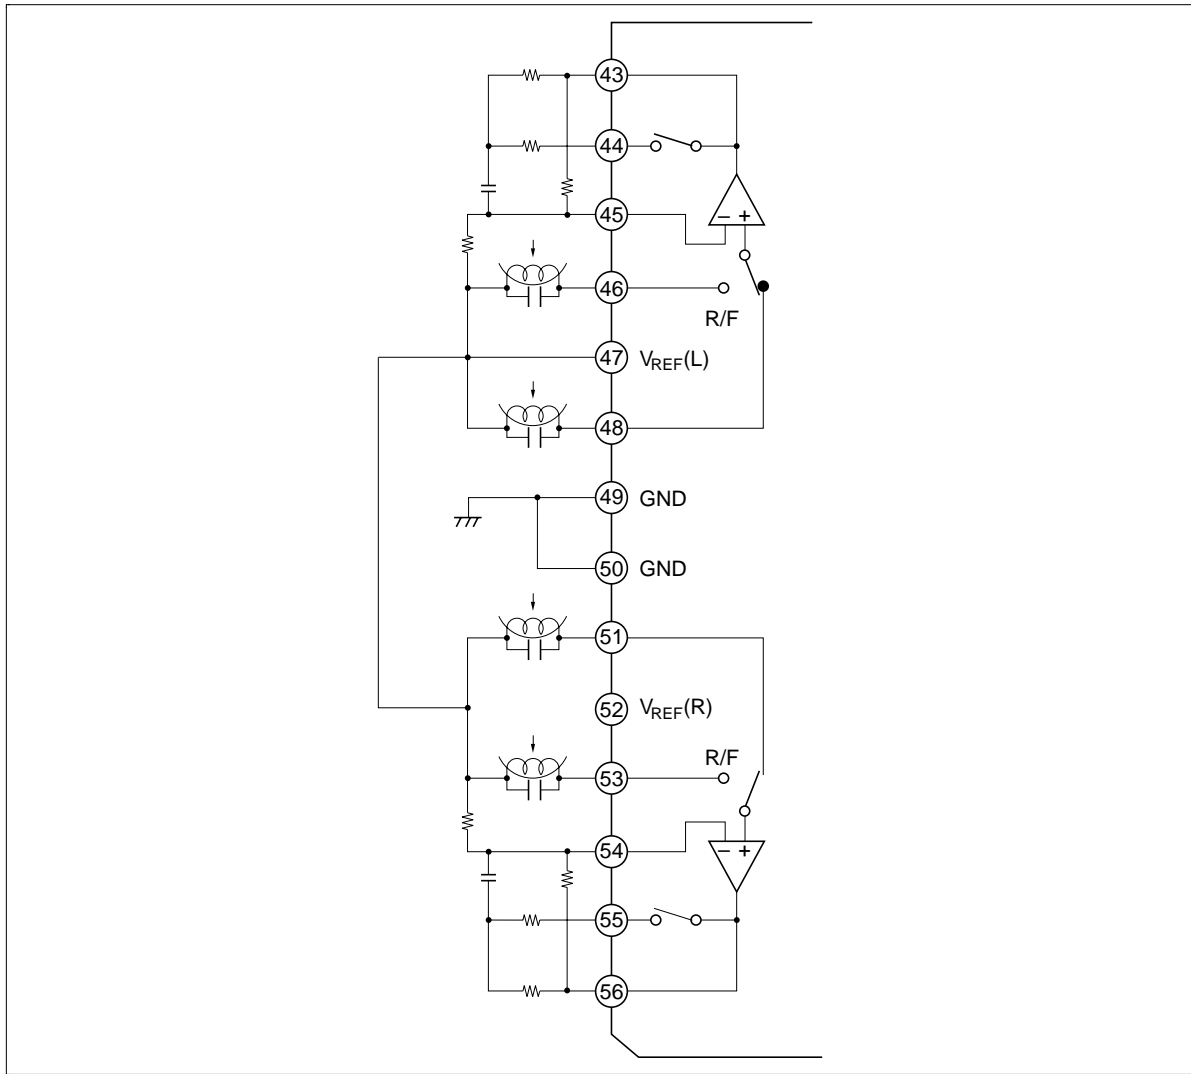 43
44
45
− +
46
R/F
47 VREF(L)
48
49 GND
50 GND
51
52 VREF(R)
R/F
53
54
− +
55
56